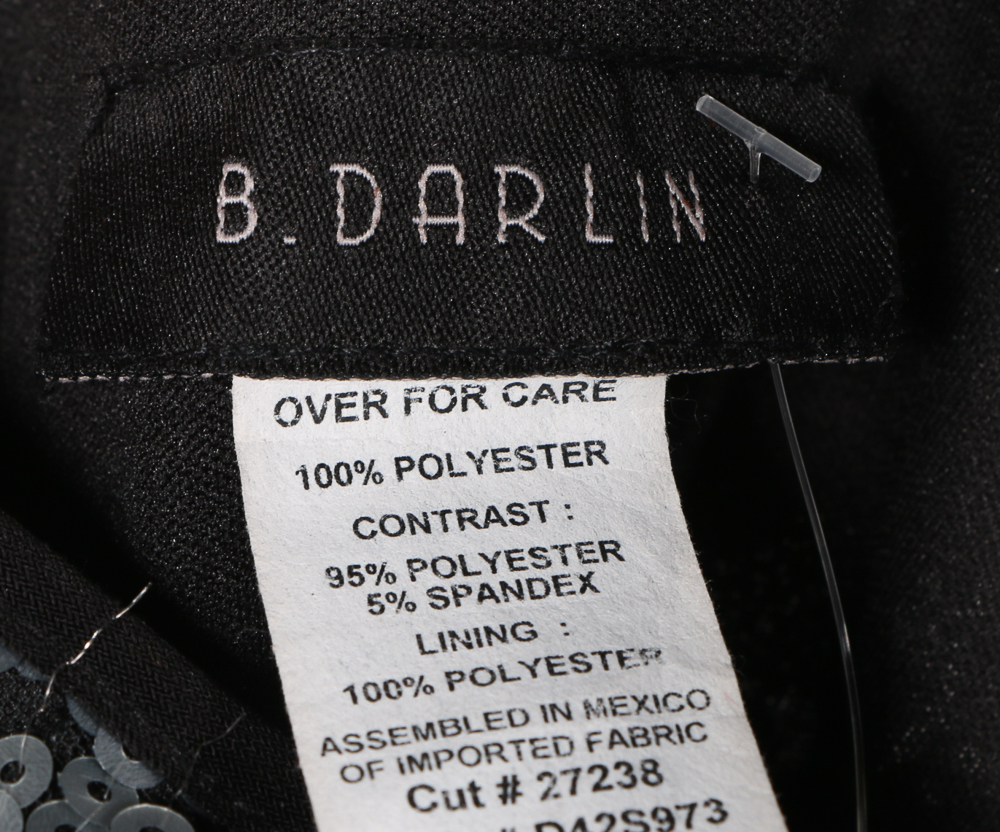 B. DARLIN
OVER FOR CARE
100% POLYESTER
CONTRAST :
95% POLYESTER
5% SPANDEX
LINING :
100% POLYESTER
ASSEMBLED IN MEXICO
OF IMPORTED FABRIC
Cut # 27238
# D42S973